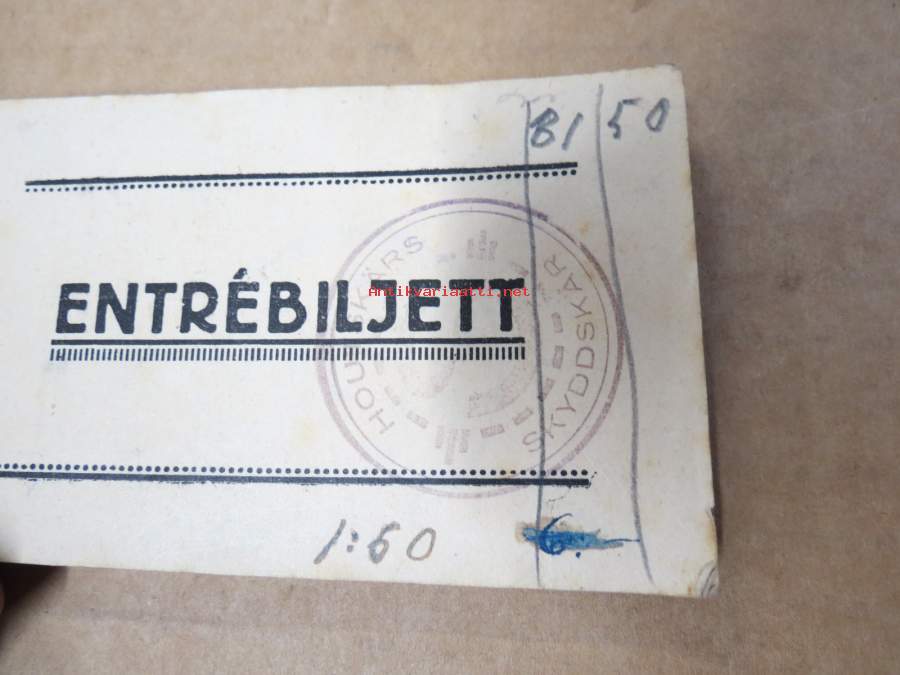 81 50
HOUTSKÄRS
SKYDDSKÅR
Antikvariaatti.net
ENTRÉBILJETT
1:60
6.